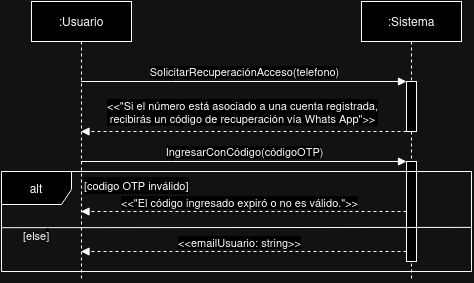 :Usuario
:Sistema
SolicitarRecuperaciónAcceso(telefono)
<<"Si el número está asociado a una cuenta registrada,
recibirás un código de recuperación vía Whats App">>
IngresarConCódigo(códigoOTP)
alt
[codigo OTP inválido]
<<"El código ingresado expiró o no es válido.">>
[else]
<<emailUsuario: string>>